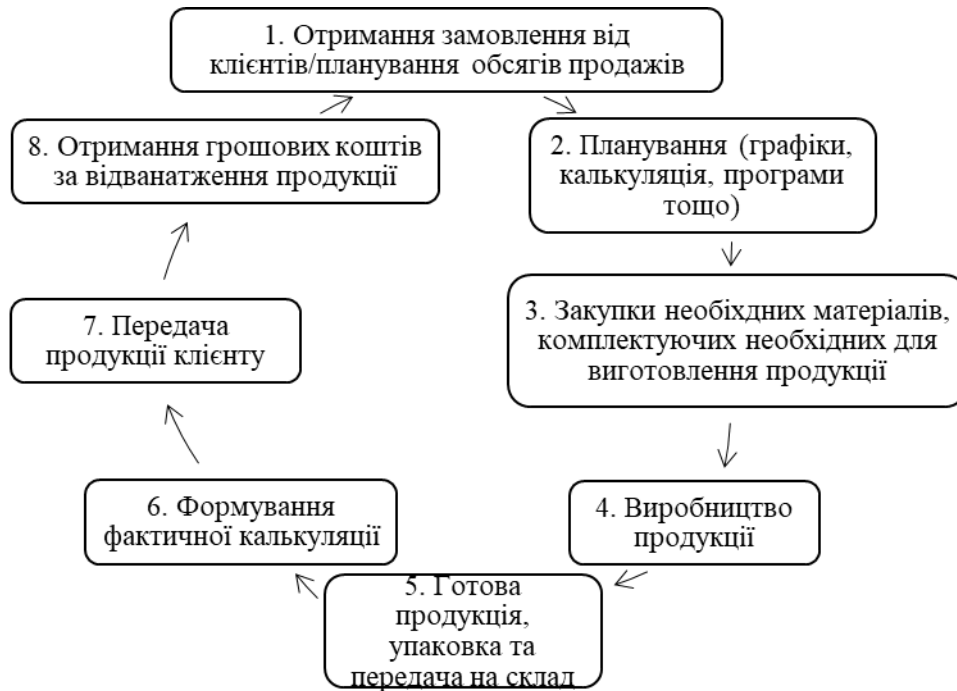 1. Отримання замовлення від
клієнтів/планування обсягів продажів
2. Планування (графіки,
калькуляція, програми
тощо)
3. Закупки необіхдних матеріалів,
комплектуючих необхідних для
виготовлення продукції
4. Виробництво
продукції
5. Готова
продукція,
упаковка та
передача на склад
6. Формування
фактичної калькуляції
7. Передача
продукції клієнту
8. Отримання грошових коштів
за відванатження продукції